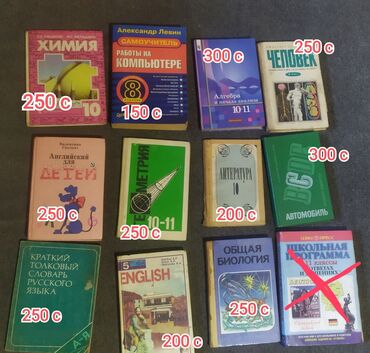 ХИМИЯ
10
250 с
Александр Левин
САМОУЧИТЕЛЬ
РАБОТЫ НА
КОМПЬЮТЕРЕ
8
150 с
300 с
Алгебра
и начала анализа
10-11
250 с
ЧЕЛОВЕК
Английский
для
ДЕТЕЙ
250 с
ГЕОМЕТРИЯ
10-11
250 с
ЛИТЕРАТУРА
10
200 с
300 с
АВТОМОБИЛЬ
КРАТКИЙ
ТОЛКОВЫЙ
СЛОВАРЬ
РУССКОГО
ЯЗЫКА
А-Я
250 с
5
ENGLISH
200 с
ОБЩАЯ
БИОЛОГИЯ
250 с
ШКОЛЬНАЯ
ПРОГРАММА